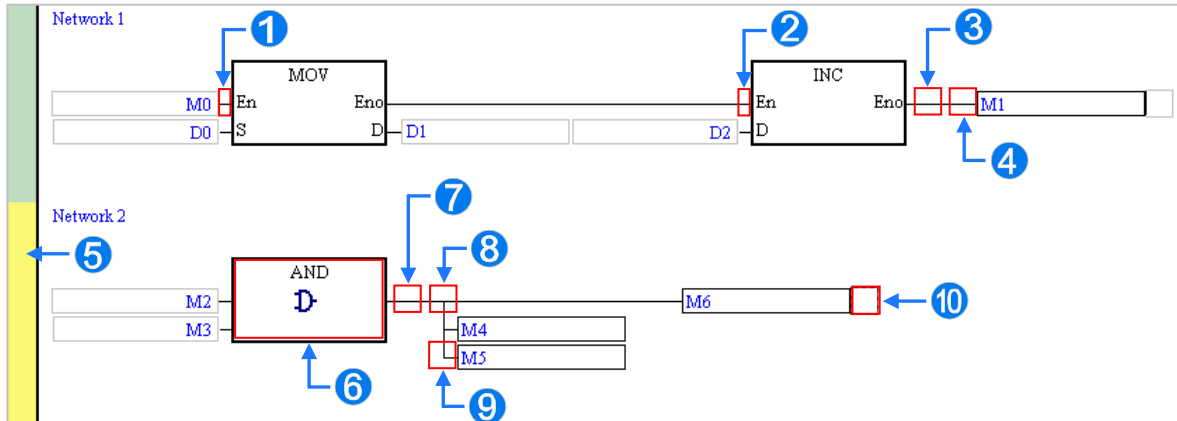 Network 1
1 2 3
MOV INC
M0 En Eno En Eno M1
D0 S D D1 D2 D
4
Network 2
7
5 8
AND
M2 M6 10
M3 M4
M5
6 9